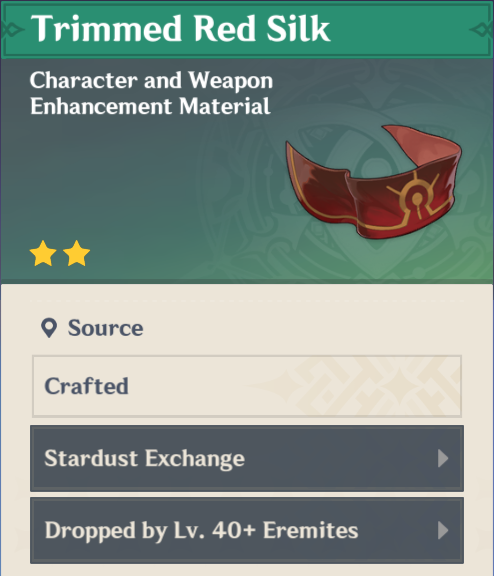 Trimmed Red Silk
Character and Weapon
Enhancement Material
Source
Crafted
Stardust Exchange
Dropped by Lv. 40+ Eremites